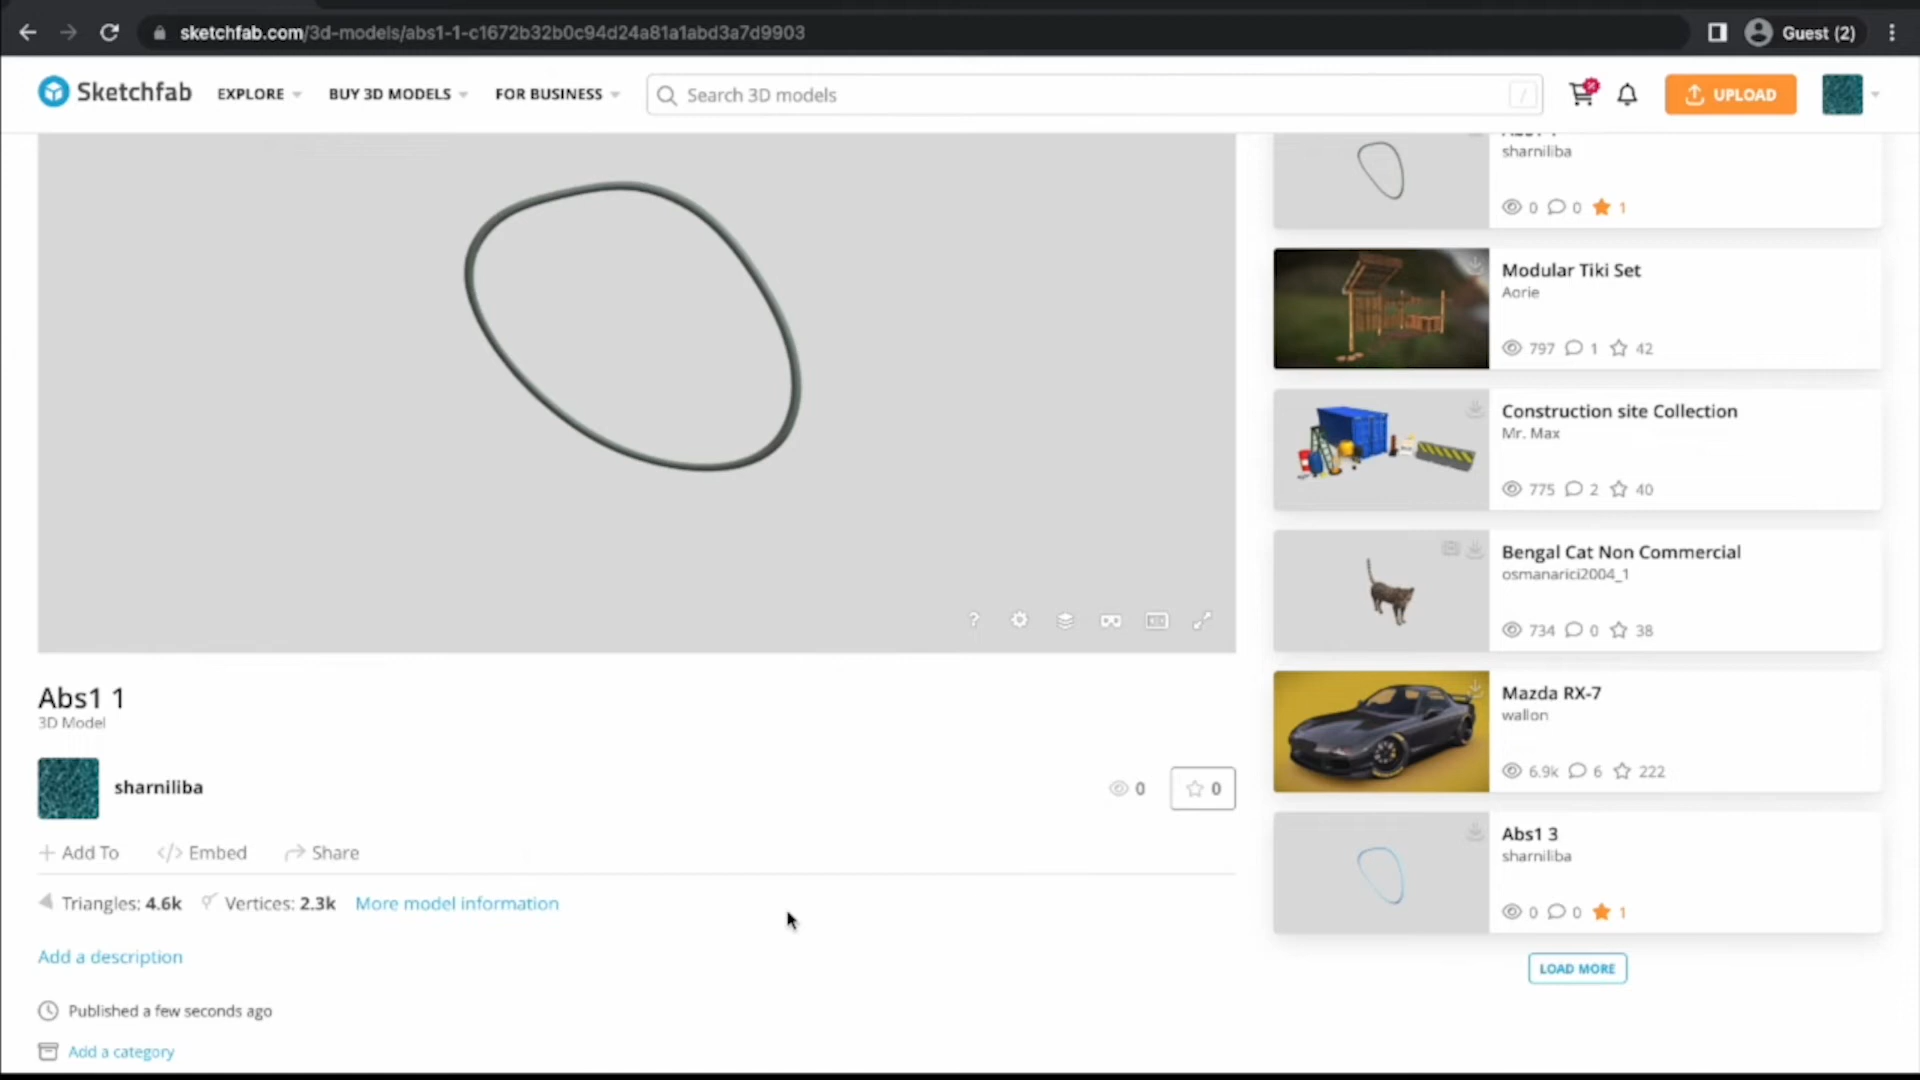 sketchfab.com/3d-models/abs1-1-c1672b32b0c94d24a81a1abd3a7d9903
Guest (2)
Sketchfab
EXPLORE
BUY 3D MODELS
FOR BUSINESS
Search 3D models
/
UPLOAD
sharniliba
0 0 1
Modular Tiki Set
Aorie
797 1 42
Construction site Collection
Mr. Max
775 2 40
Bengal Cat Non Commercial
osmanarici2004_1
734 0 38
Mazda RX-7
wallon
6.9k 6 222
Abs1 3
sharniliba
0 0 1
LOAD MORE
?
Abs1 1
3D Model
sharniliba
0 0
Add To
</> Embed
Share
Triangles: 4.6k Vertices: 2.3k More model information
Add a description
Published a few seconds ago
Add a category